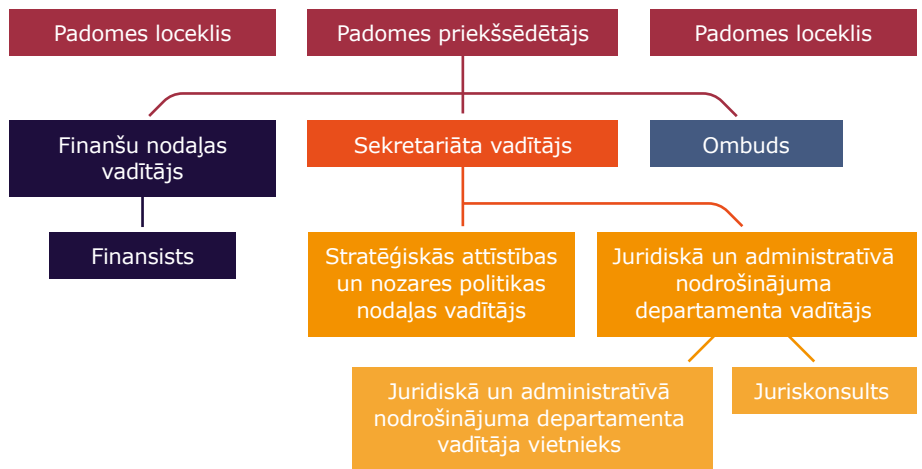 Padomes loceklis
Padomes priekšsēdētājs
Padomes loceklis
Finanšu nodaļas
vadītājs
Sekretariāta vadītājs
Ombuds
Finansists
Stratēģiskās attīstības
un nozares politikas
nodaļas vadītājs
Juridiskā un administratīvā
nodrošinājuma
departamenta vadītājs
Juridiskā un administratīvā
nodrošinājuma departamenta
vadītāja vietnieks
Juriskonsults